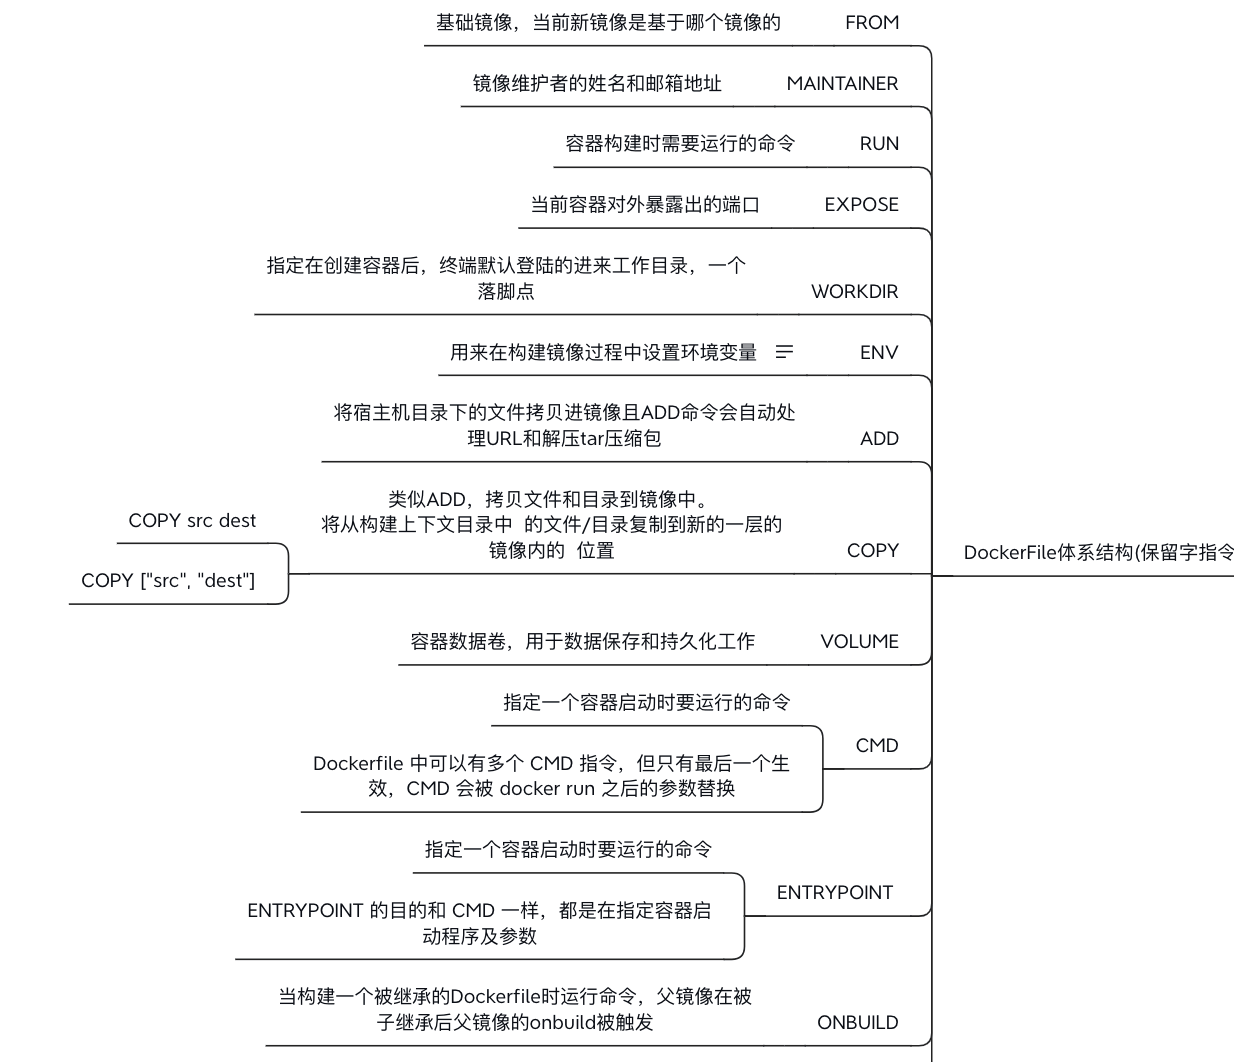 基础镜像，当前新镜像是基于哪个镜像的 FROM
镜像维护者的姓名和邮箱地址 MAINTAINER
容器构建时需要运行的命令 RUN
当前容器对外暴露出的端口 EXPOSE
指定在创建容器后，终端默认登陆的进来工作目录，一个
落脚点 WORKDIR
用来在构建镜像过程中设置环境变量 ENV
将宿主机目录下的文件拷贝进镜像且ADD命令会自动处
理URL和解压tar压缩包 ADD
类似ADD，拷贝文件和目录到镜像中。
将从构建上下文目录中 的文件/目录复制到新的一层的
镜像内的 位置 COPY
COPY src dest
COPY ["src", "dest"]
DockerFile体系结构(保留字指令
容器数据卷，用于数据保存和持久化工作 VOLUME
指定一个容器启动时要运行的命令
CMD
Dockerfile 中可以有多个 CMD 指令，但只有最后一个生
效，CMD 会被 docker run 之后的参数替换
指定一个容器启动时要运行的命令
ENTRYPOINT
ENTRYPOINT 的目的和 CMD 一样，都是在指定容器启
动程序及参数
当构建一个被继承的Dockerfile时运行命令，父镜像在被
子继承后父镜像的onbuild被触发 ONBUILD